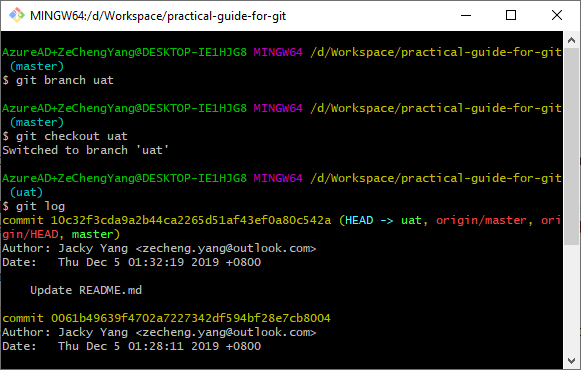 MINGW64:/d/Workspace/practical-guide-for-git
AzureAD+ZeChengYang@DESKTOP-IE1HJG8 MINGW64 /d/Workspace/practical-guide-for-git
(master)
$ git branch uat
AzureAD+ZeChengYang@DESKTOP-IE1HJG8 MINGW64 /d/Workspace/practical-guide-for-git
(master)
$ git checkout uat
Switched to branch 'uat'
AzureAD+ZeChengYang@DESKTOP-IE1HJG8 MINGW64 /d/Workspace/practical-guide-for-git
(uat)
$ git log
commit 10c32f3cda9a2b44ca2265d51af43ef0a80c542a (HEAD -> uat, origin/master, ori
gin/HEAD, master)
Author: Jacky Yang <zecheng.yang@outlook.com>
Date:   Thu Dec 5 01:32:19 2019 +0800
Update README.md
commit 0061b49639f4702a7227342df594bf28e7cb8004
Author: Jacky Yang <zecheng.yang@outlook.com>
Date:   Thu Dec 5 01:28:11 2019 +0800